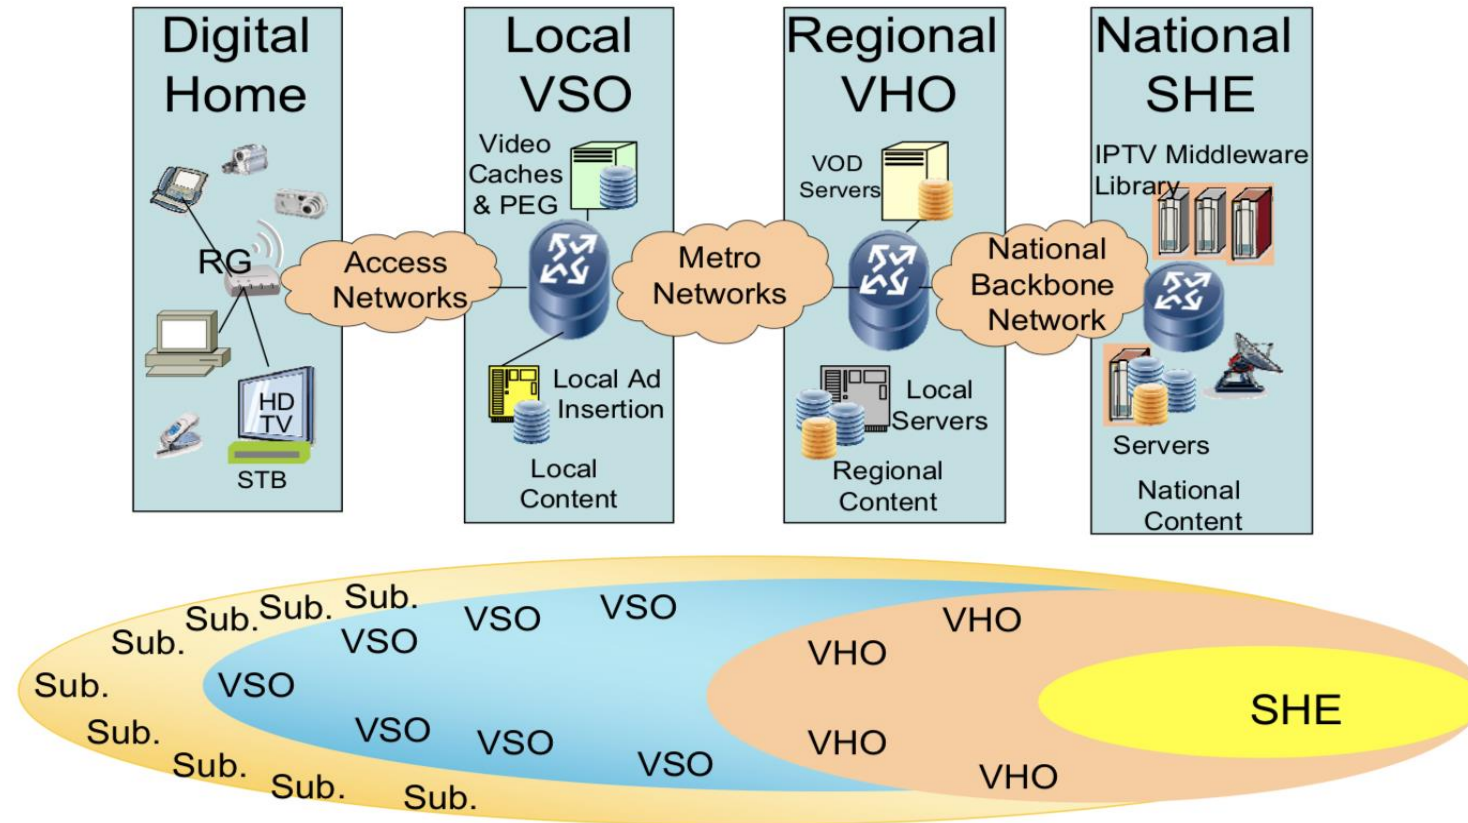 Digital
Home
RG
HD
TV
STB
Access
Networks
Local
VSO
Video
Caches
& PEG
Local Ad
Insertion
Local
Content
Metro
Networks
Regional
VHO
VOD
Servers
Local
Servers
Regional
Content
National
Backbone
Network
National
SHE
IPTV Middleware
Library
Servers
National
Content
Sub.
Sub.
Sub.
Sub.
Sub.
Sub.
Sub.
Sub.
Sub.
VSO
VSO
VSO
VSO
VSO
VSO
VSO
VHO
VHO
VHO
VHO
SHE